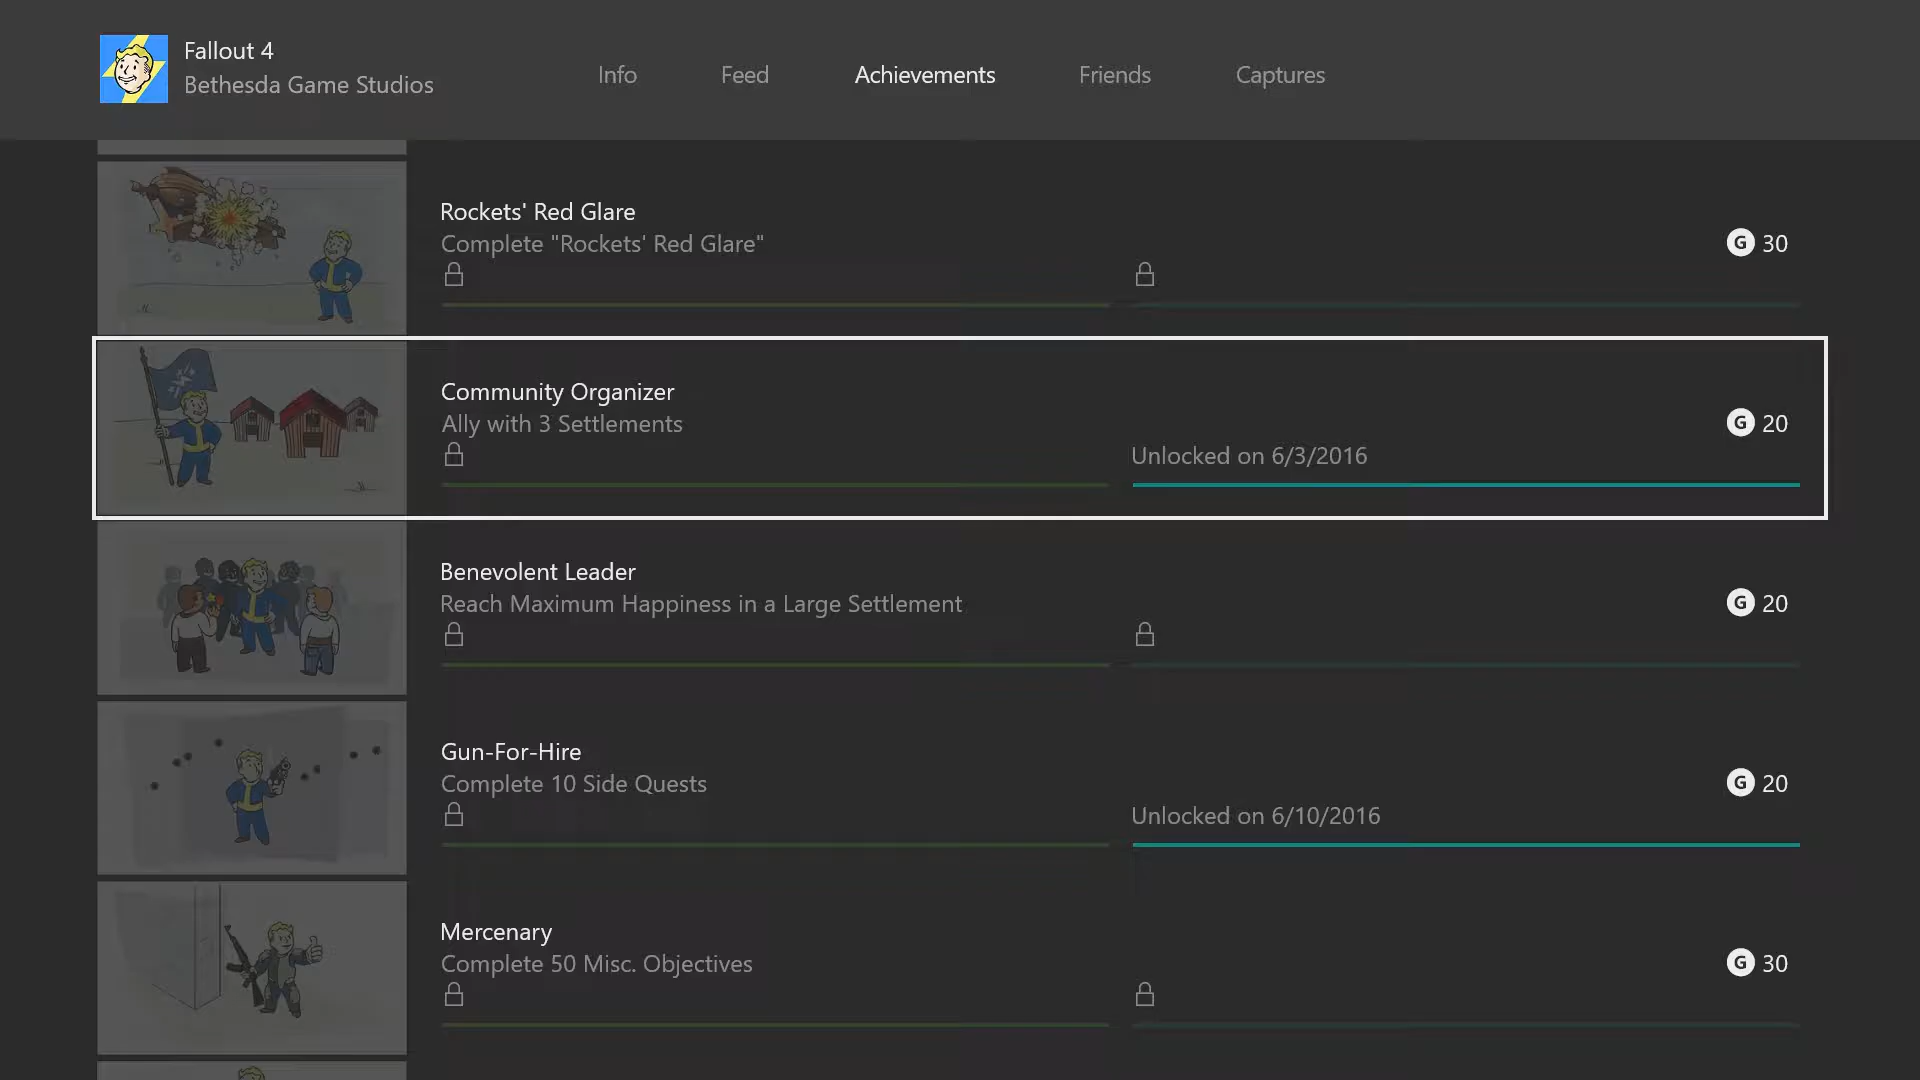 Fallout 4
Bethesda Game Studios
Info
Feed
Achievements
Friends
Captures
Rockets' Red Glare
Complete "Rockets' Red Glare"
G 30
Community Organizer
Ally with 3 Settlements
G 20
Unlocked on 6/3/2016
Benevolent Leader
Reach Maximum Happiness in a Large Settlement
G 20
Gun-For-Hire
Complete 10 Side Quests
G 20
Unlocked on 6/10/2016
Mercenary
Complete 50 Misc. Objectives
G 30